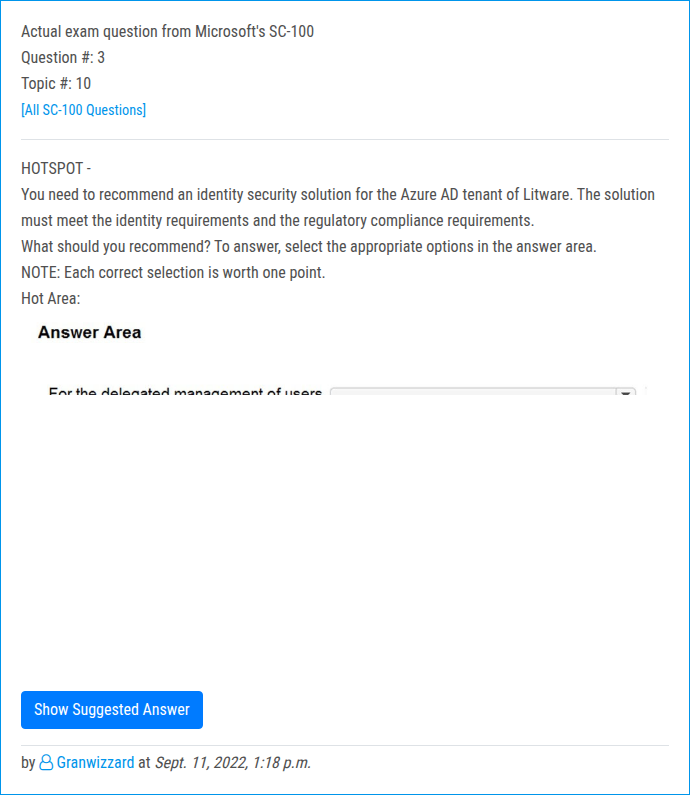 Actual exam question from Microsoft's SC-100
Question #: 3
Topic #: 10
[All SC-100 Questions]
HOTSPOT -
You need to recommend an identity security solution for the Azure AD tenant of Litware. The solution
must meet the identity requirements and the regulatory compliance requirements.
What should you recommend? To answer, select the appropriate options in the answer area.
NOTE: Each correct selection is worth one point.
Hot Area:
Answer Area
For the delegated management of users
Show Suggested Answer
by Granwizzard at Sept. 11, 2022, 1:18 p.m.